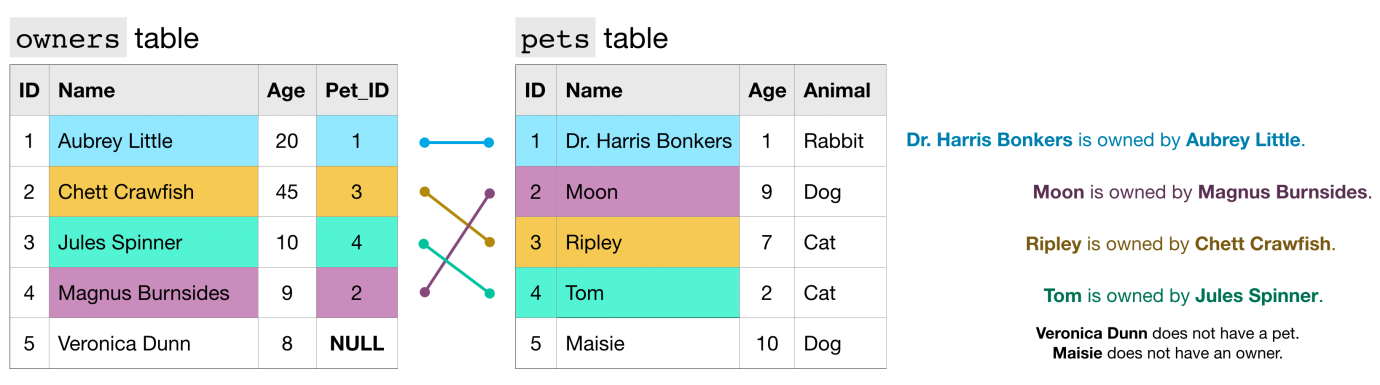 owners table
ID Name Age Pet_ID
1 Aubrey Little 20 1
2 Chett Crawfish 45 3
3 Jules Spinner 10 4
4 Magnus Burnsides 9 2
5 Veronica Dunn 8 NULL
pets table
ID Name Age Animal
1 Dr. Harris Bonkers 1 Rabbit
2 Moon 9 Dog
3 Ripley 7 Cat
4 Tom 2 Cat
5 Maisie 10 Dog
Dr. Harris Bonkers is owned by Aubrey Little.
Moon is owned by Magnus Burnsides.
Ripley is owned by Chett Crawfish.
Tom is owned by Jules Spinner.
Veronica Dunn does not have a pet.
Maisie does not have an owner.